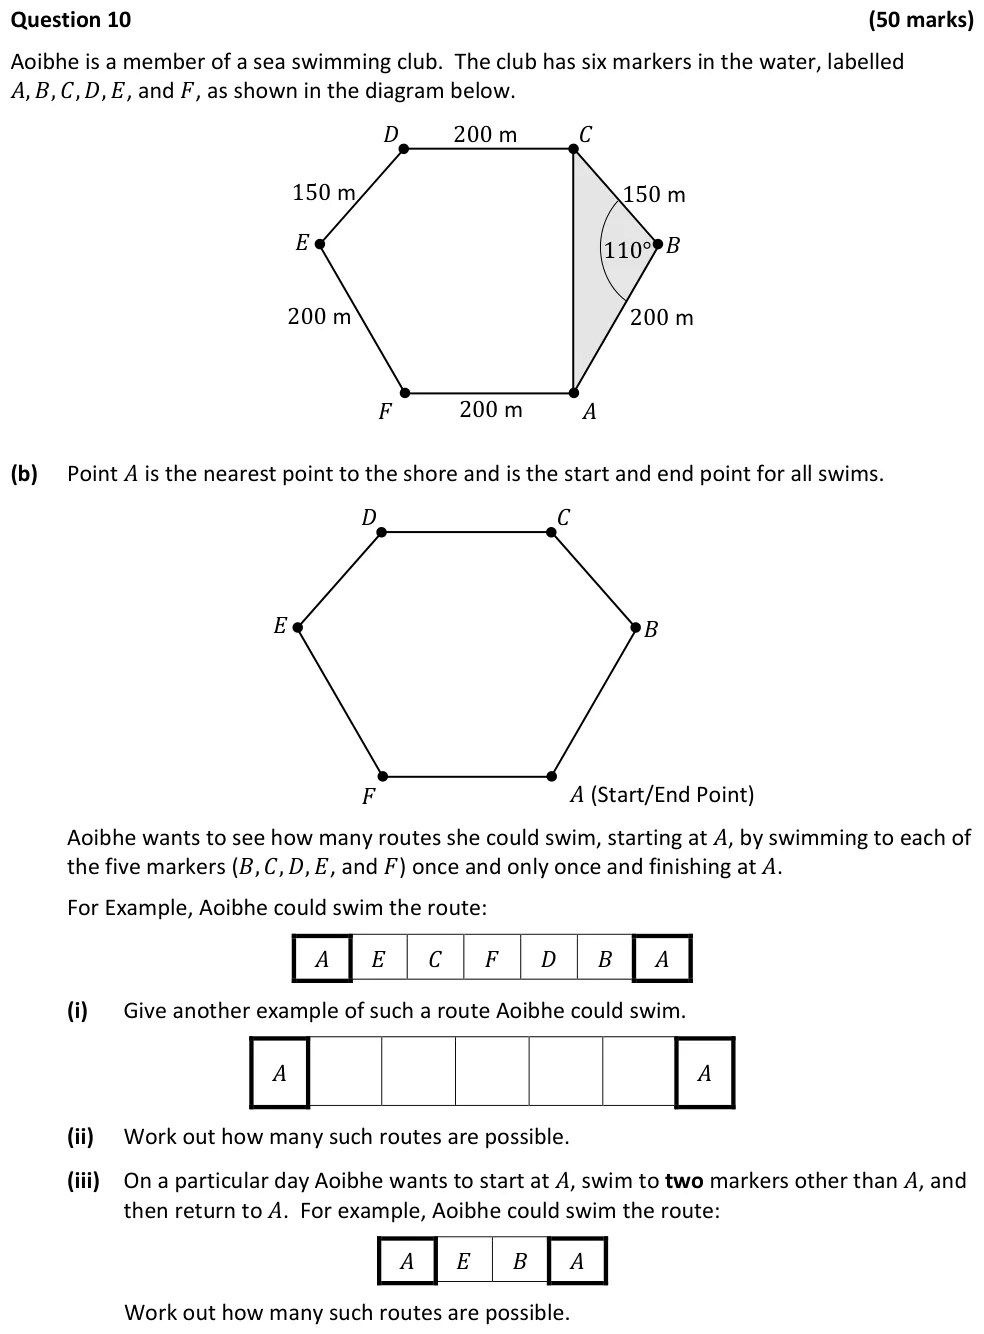 Question 10 (50 marks)
Aoibhe is a member of a sea swimming club. The club has six markers in the water, labelled
A, B, C, D, E, and F, as shown in the diagram below.
D 200 m C
150 m 150 m
E 110° B
200 m 200 m
F 200 m A
(b) Point A is the nearest point to the shore and is the start and end point for all swims.
D C
E B
F A (Start/End Point)
Aoibhe wants to see how many routes she could swim, starting at A, by swimming to each of
the five markers (B, C, D, E, and F) once and only once and finishing at A.
For Example, Aoibhe could swim the route:
A E C F D B A
(i) Give another example of such a route Aoibhe could swim.
A A
(ii) Work out how many such routes are possible.
(iii) On a particular day Aoibhe wants to start at A, swim to two markers other than A, and
then return to A. For example, Aoibhe could swim the route:
A E B A
Work out how many such routes are possible.